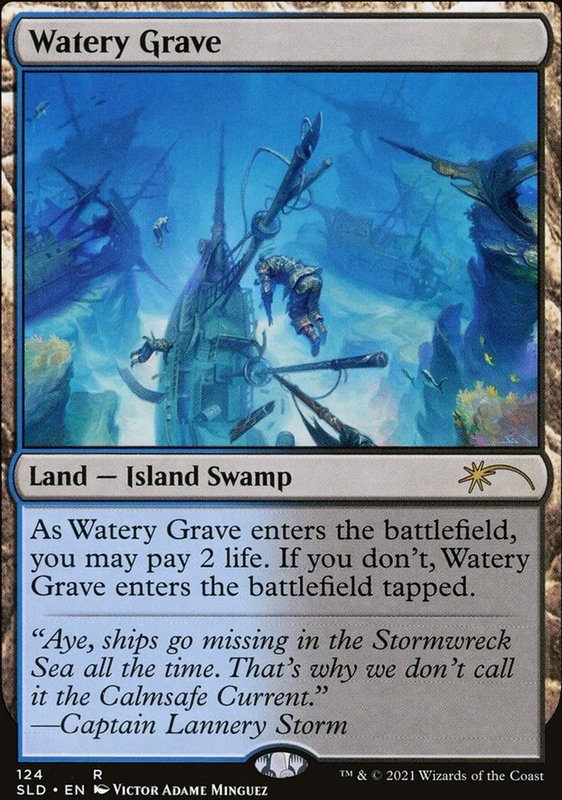 Watery Grave
Land — Island Swamp
As Watery Grave enters the battlefield,
you may pay 2 life. If you don't, Watery
Grave enters the battlefield tapped.
“Aye, ships go missing in the Stormwreck
Sea all the time. That's why we don't call
it the Calmsafe Current.”
—Captain Lannery Storm
124 R
SLD • EN Victor Adame Minguez
™ & © 2021 Wizards of the Coast